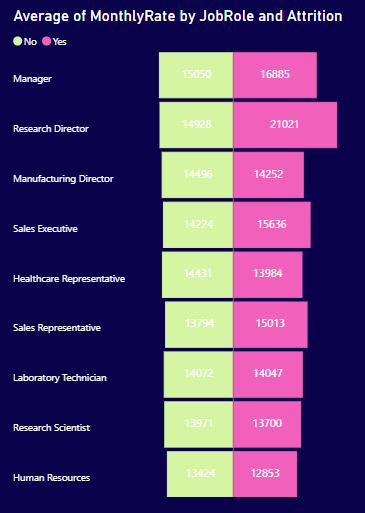 Average of MonthlyRate by JobRole and Attrition
No Yes
Manager 15050 16885
Research Director 14928 21021
Manufacturing Director 14496 14252
Sales Executive 14224 15636
Healthcare Representative 14431 13984
Sales Representative 13794 15013
Laboratory Technician 14072 14047
Research Scientist 13971 13700
Human Resources 13424 12853